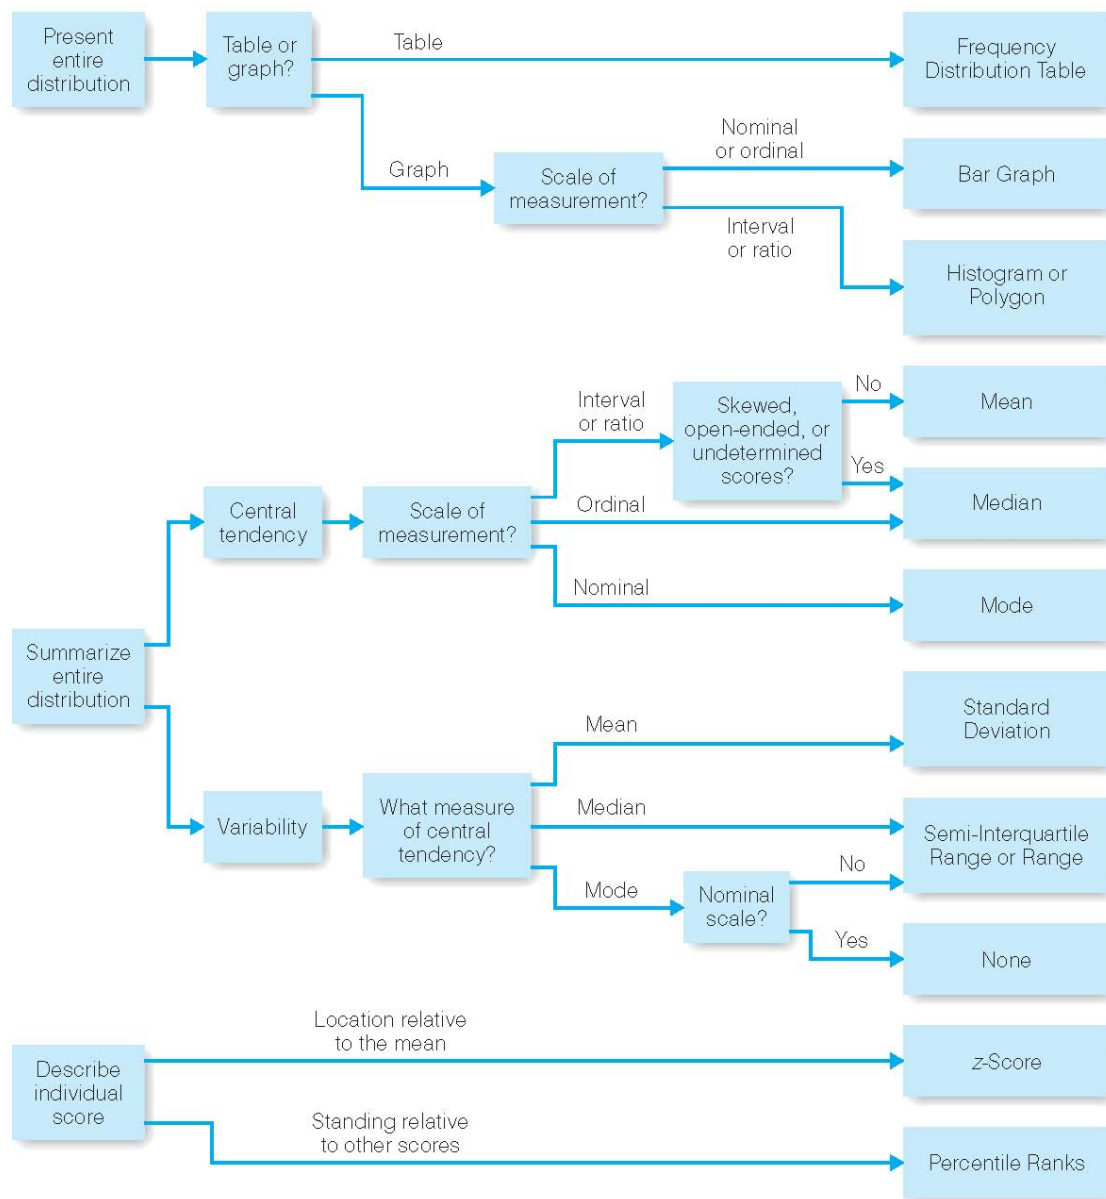 Present
entire
distribution
Table or
graph?
Table
Frequency
Distribution Table
Graph
Scale of
measurement?
Nominal
or ordinal
Bar Graph
Interval
or ratio
Histogram or
Polygon
Summarize
entire
distribution
Central
tendency
Scale of
measurement?
Interval
or ratio
Skewed,
open-ended, or
undetermined
scores?
No
Mean
Yes
Median
Ordinal
Nominal
Mode
Variability
What measure
of central
tendency?
Mean
Standard
Deviation
Median
Semi-Interquartile
Range or Range
Mode
Nominal
scale?
No
Yes
None
Describe
individual
score
Location relative
to the mean
z-Score
Standing relative
to other scores
Percentile Ranks